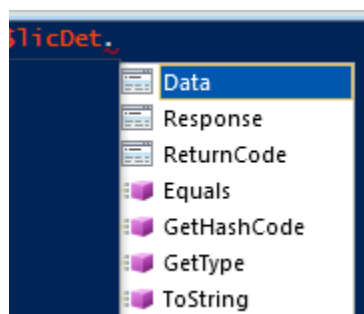 $licDet.
Data
Response
ReturnCode
Equals
GetHashCode
GetType
ToString